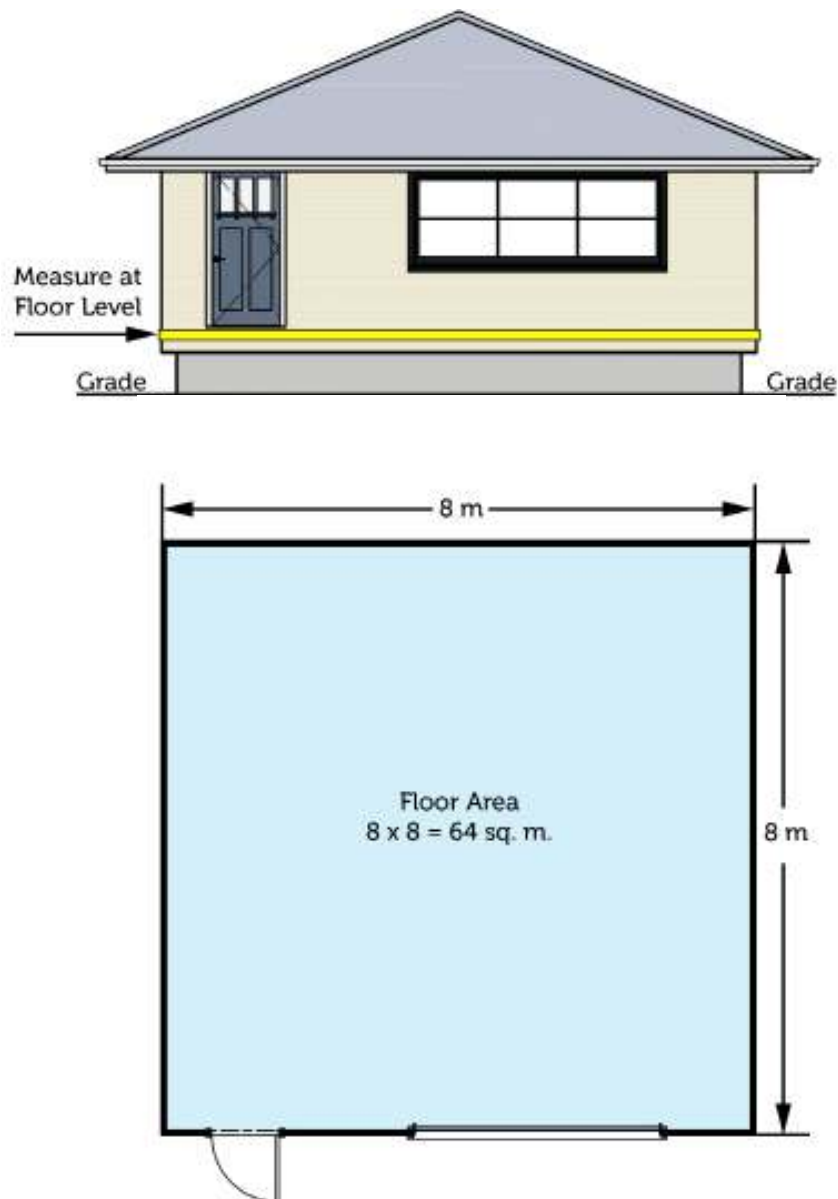 Measure at
Floor Level
Grade
Grade
8 m
Floor Area
8 x 8 = 64 sq. m.
8 m